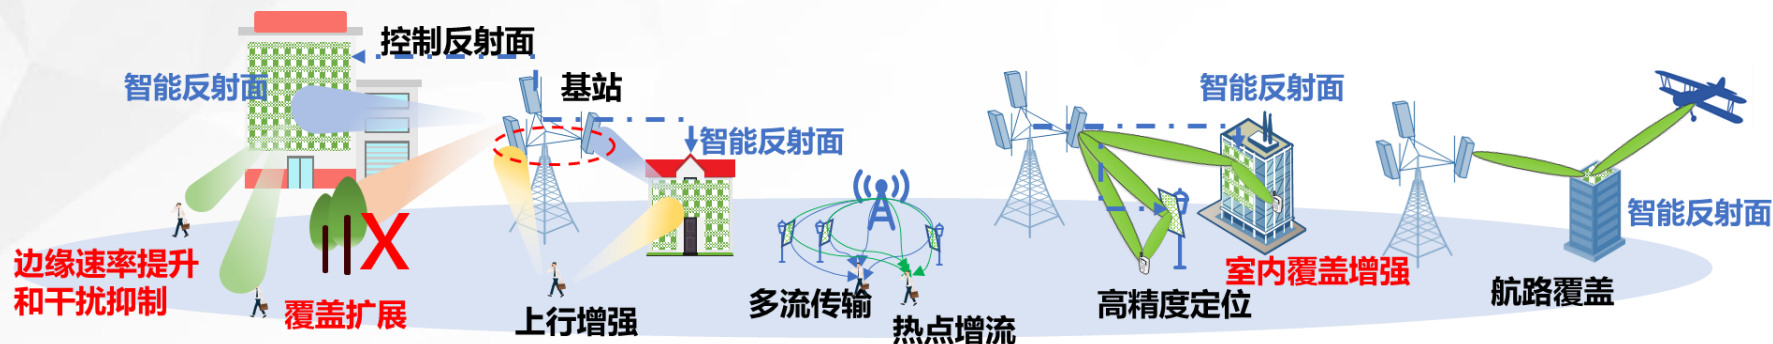 控制反射面
智能反射面
基站
智能反射面
智能反射面
智能反射面
边缘速率提升
和干扰抑制
X
覆盖扩展
上行增强
多流传输
热点增流
高精度定位
室内覆盖增强
航路覆盖